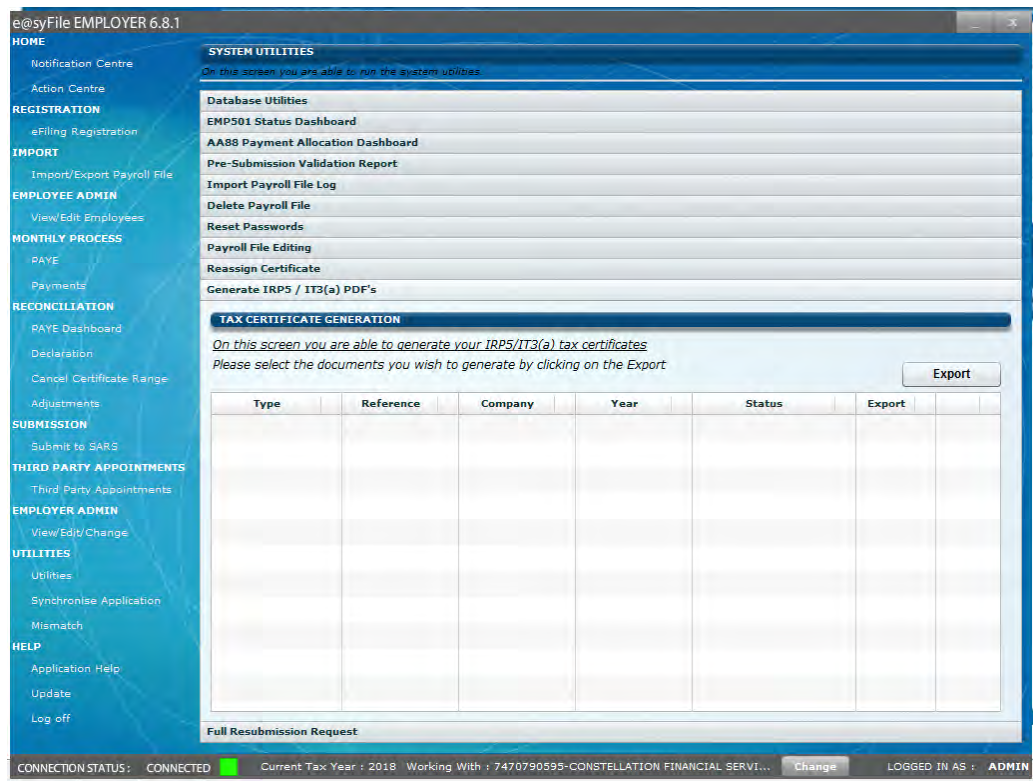 e@syFile EMPLOYER 6.8.1
HOME
Notification Centre
Action Centre
REGISTRATION
eFiling Registration
IMPORT
Import/Export Payroll File
EMPLOYEE ADMIN
View/Edit Employees
MONTHLY PROCESS
PAYE
Payments
RECONCILIATION
PAYE Dashboard
Declaration
Cancel Certificate Range
Adjustments
SUBMISSION
Submit to SARS
THIRD PARTY APPOINTMENTS
Third Party Appointments
EMPLOYER ADMIN
View/Edit/Change
UTILITIES
Utilities
Synchronise Application
Mismatch
HELP
Application Help
Update
Log off
SYSTEM UTILITIES
On this screen you are able to run the system utilities
Database Utilities
EMP501 Status Dashboard
AA88 Payment Allocation Dashboard
Pre-Submission Validation Report
Import Payroll File Log
Delete Payroll File
Reset Passwords
Payroll File Editing
Reassign Certificate
Generate IRP5 / IT3(a) PDF's
TAX CERTIFICATE GENERATION
On this screen you are able to generate your IRP5/IT3(a) tax certificates
Please select the documents you wish to generate by clicking on the Export
Export
Type Reference Company Year Status Export
Full Resubmission Request
CONNECTION STATUS : CONNECTED Current Tax Year : 2018 Working With : 7470790595-CONSTELLATION FINANCIAL SERVI... Change LOGGED IN AS : ADMIN